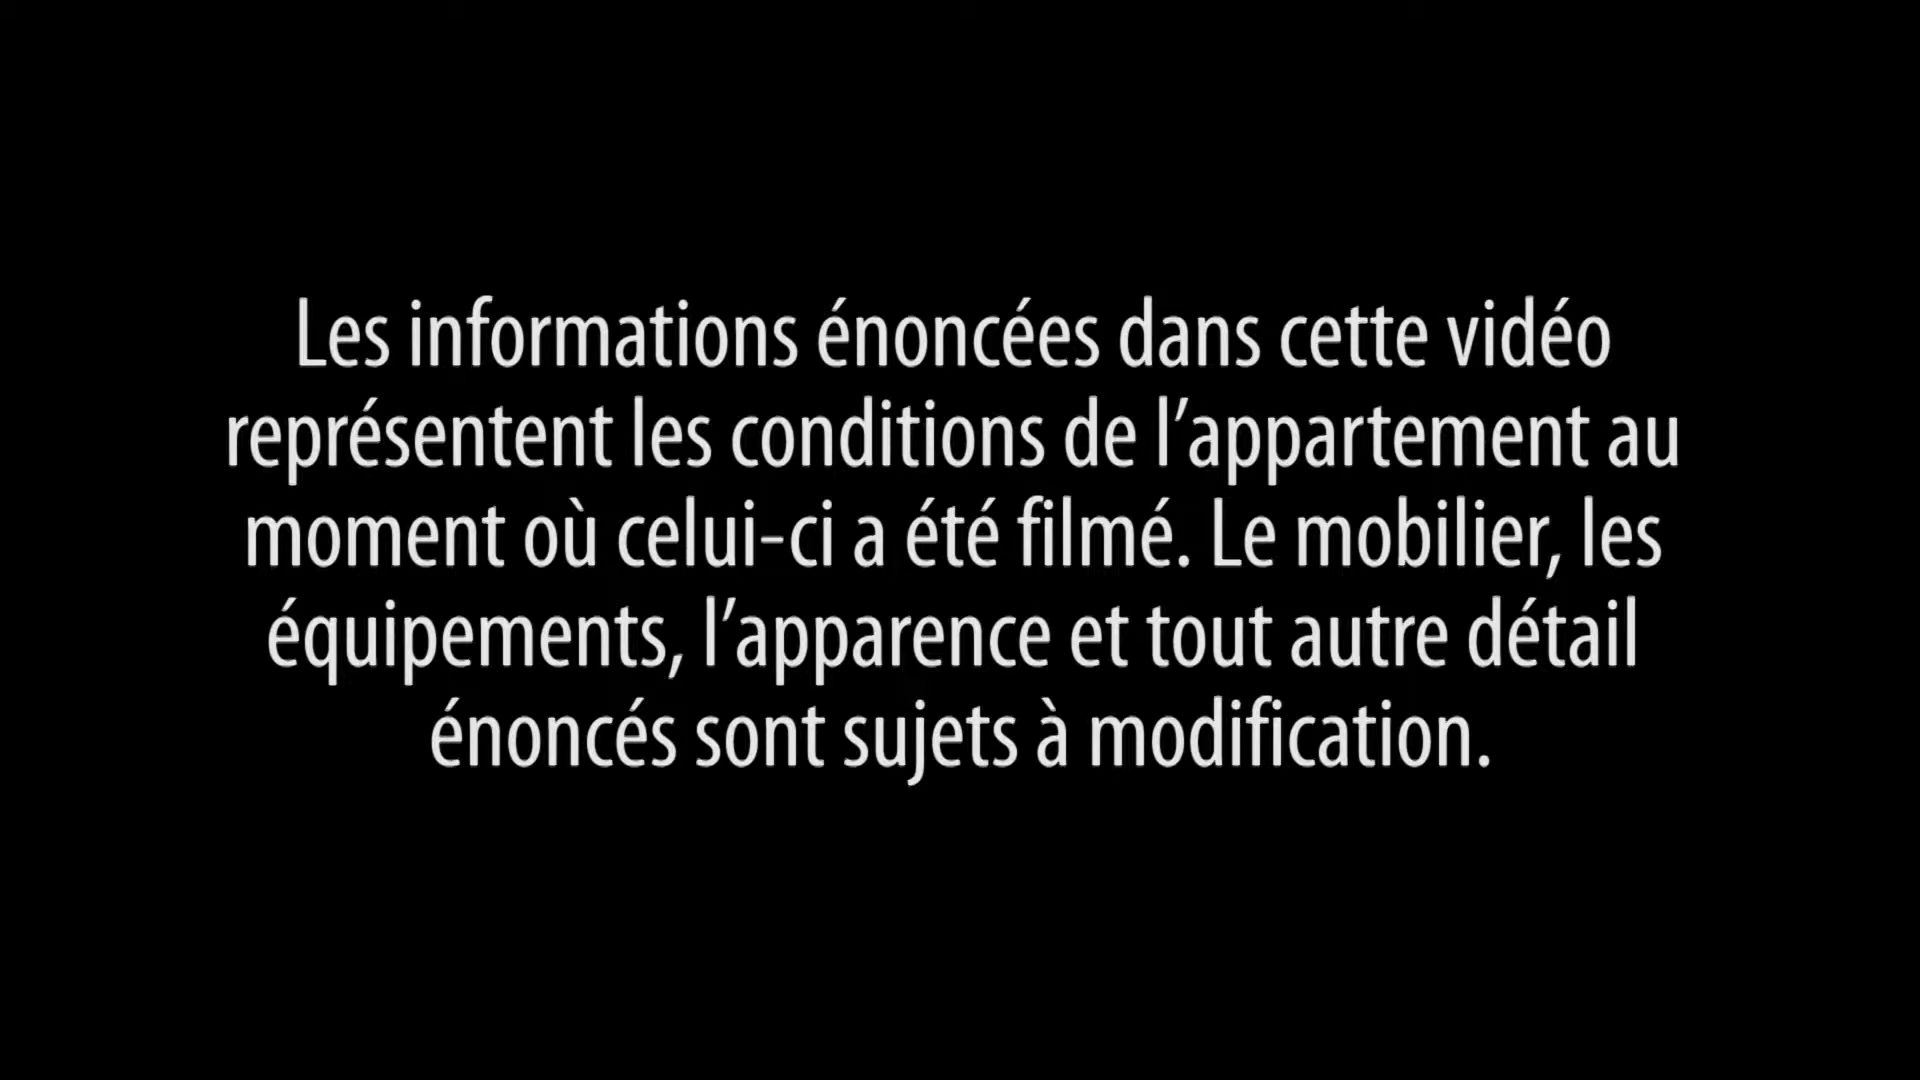 Les informations énoncées dans cette vidéo
représentent les conditions de l’appartement au
moment où celui-ci a été filmé. Le mobilier, les
équipements, l’apparence et tout autre détail
énoncés sont sujets à modification.